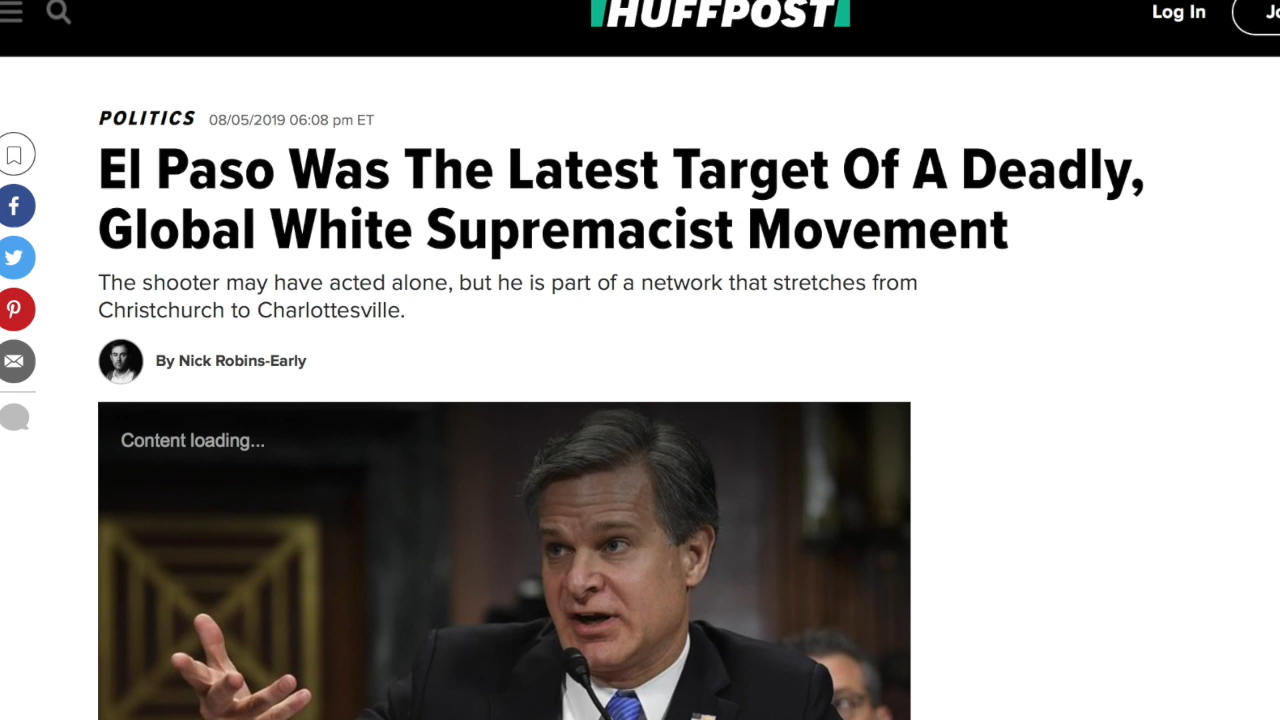 HUFFPOST
Log In
POLITICS 08/05/2019 06:08 pm ET
El Paso Was The Latest Target Of A Deadly,
Global White Supremacist Movement
The shooter may have acted alone, but he is part of a network that stretches from
Christchurch to Charlottesville.
By Nick Robins-Early
Content loading...